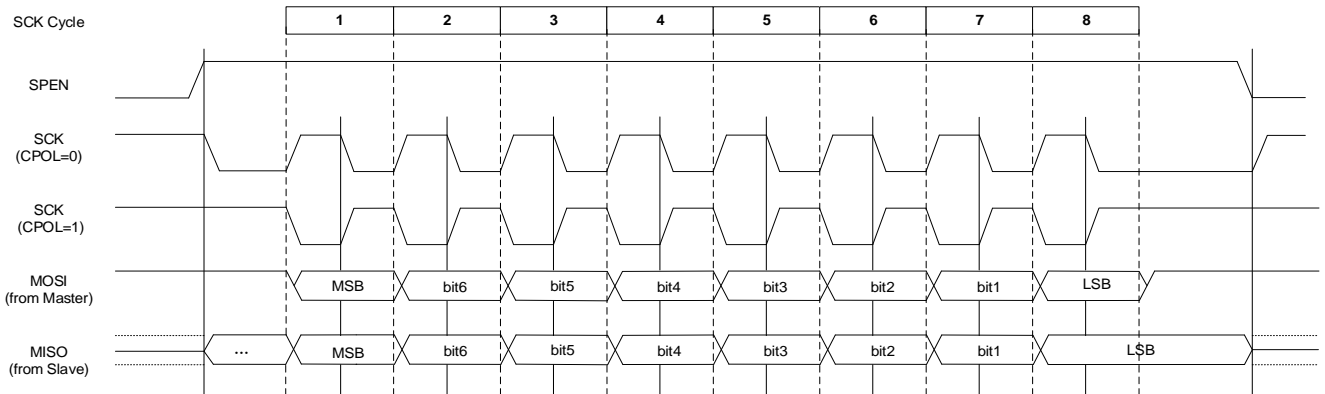 SCK Cycle 1 2 3 4 5 6 7 8
SPEN
SCK
(CPOL=0)
SCK
(CPOL=1)
MOSI
(from Master)
MSB bit6 bit5 bit4 bit3 bit2 bit1 LSB
MISO
(from Slave)
... MSB bit6 bit5 bit4 bit3 bit2 bit1 LSB